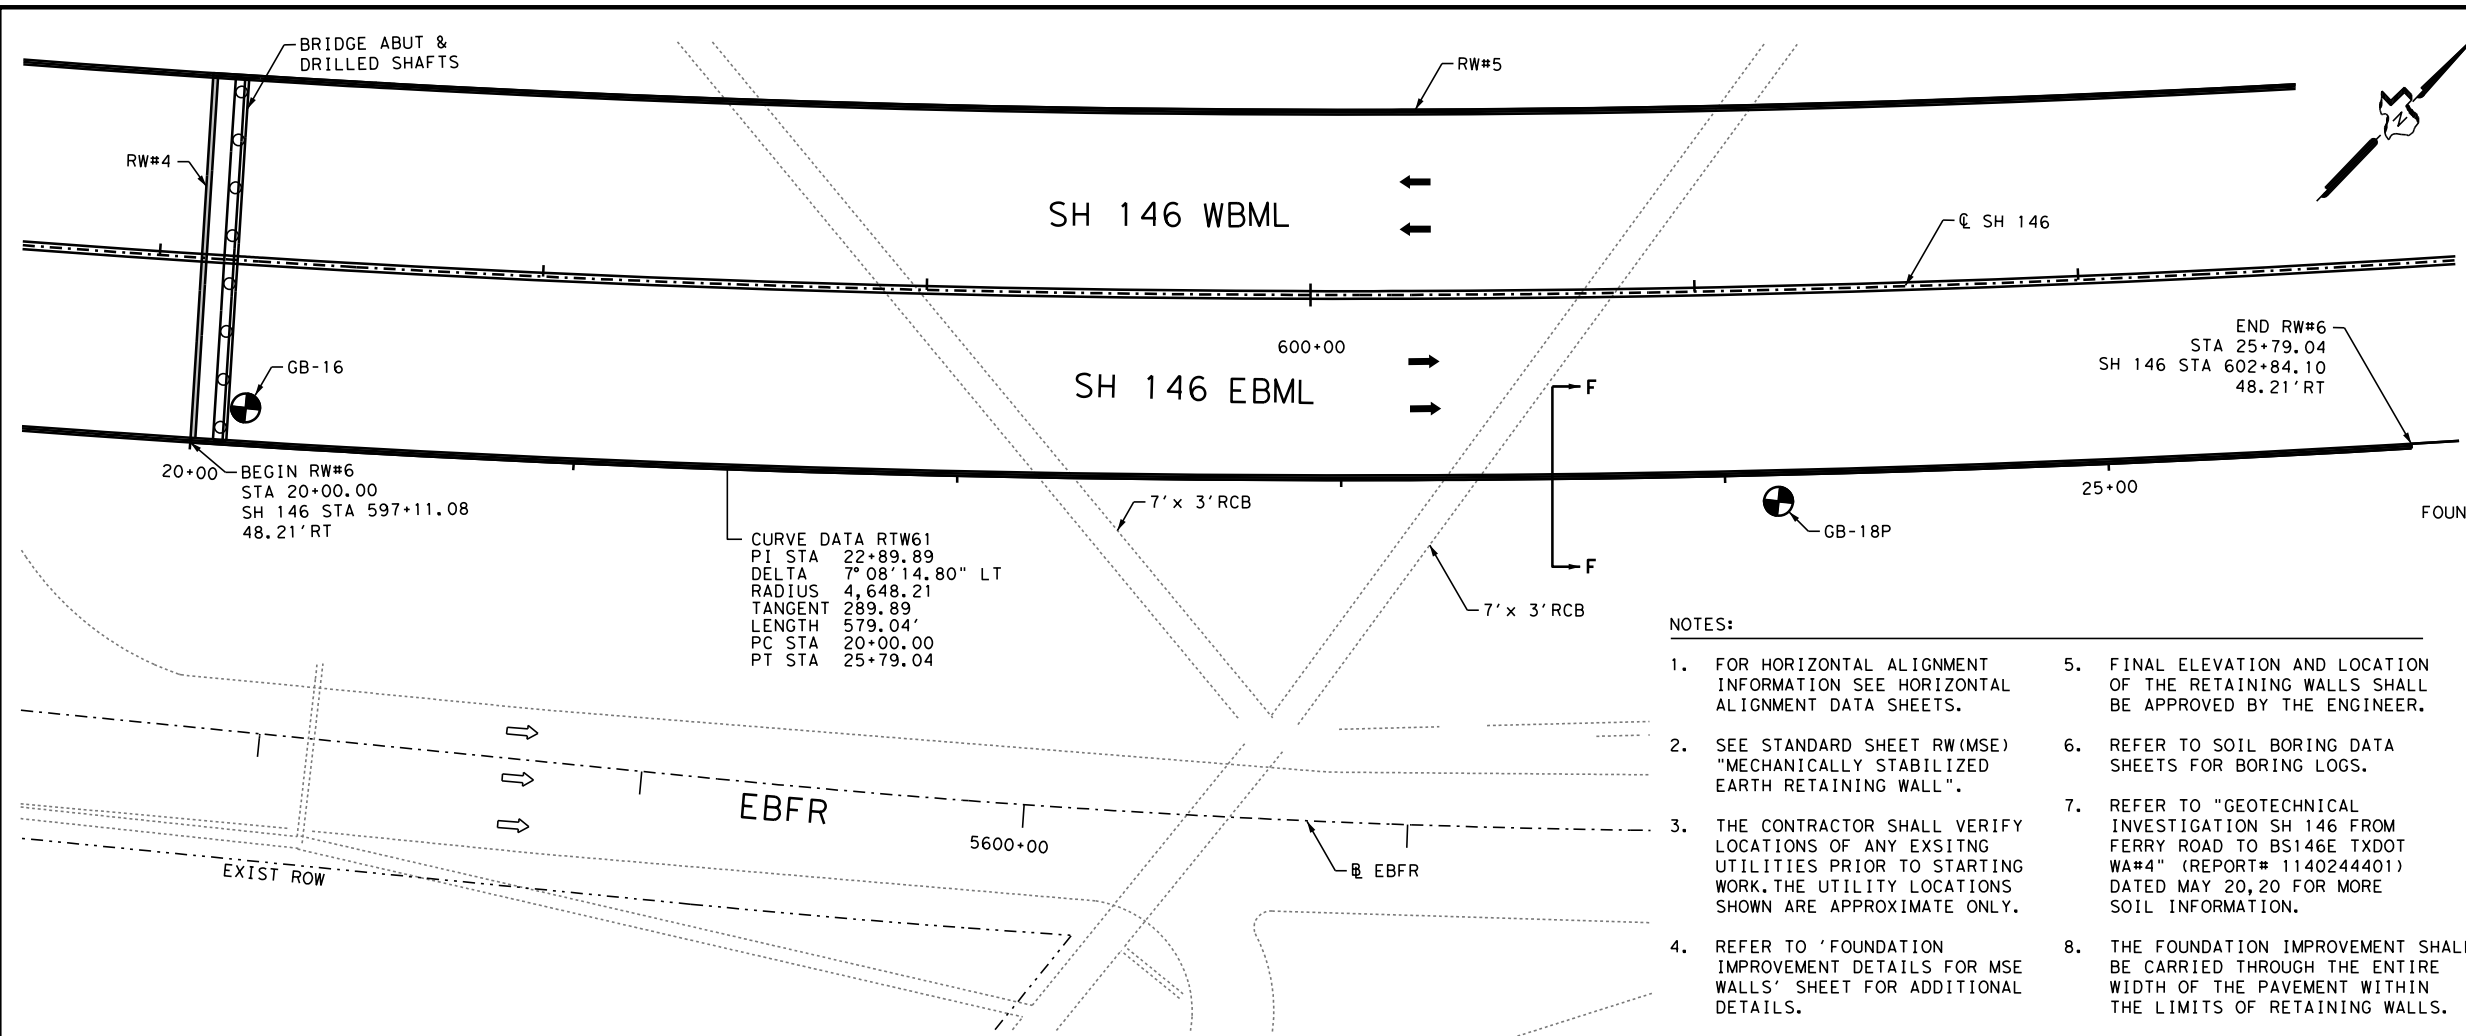 BRIDGE ABUT &
DRILLED SHAFTS
RW#5
RW#4
N
SH 146 WBML
℄ SH 146
600+00
SH 146 EBML
F
F
GB-16
END RW#6
STA 25+79.04
SH 146 STA 602+84.10
48.21'RT
20+00
BEGIN RW#6
STA 20+00.00
SH 146 STA 597+11.08
48.21'RT
7'x 3'RCB
25+00
GB-18P
FOUN
CURVE DATA RTW61
PI STA 22+89.89
DELTA 7°08'14.80" LT
RADIUS 4,648.21
TANGENT 289.89
LENGTH 579.04'
PC STA 20+00.00
PT STA 25+79.04
7'x 3'RCB
EBFR
5600+00
B EBFR
EXIST ROW
NOTES:
1. FOR HORIZONTAL ALIGNMENT
INFORMATION SEE HORIZONTAL
ALIGNMENT DATA SHEETS.
2. SEE STANDARD SHEET RW(MSE)
"MECHANICALLY STABILIZED
EARTH RETAINING WALL".
3. THE CONTRACTOR SHALL VERIFY
LOCATIONS OF ANY EXSITNG
UTILITIES PRIOR TO STARTING
WORK.THE UTILITY LOCATIONS
SHOWN ARE APPROXIMATE ONLY.
4. REFER TO 'FOUNDATION
IMPROVEMENT DETAILS FOR MSE
WALLS' SHEET FOR ADDITIONAL
DETAILS.
5. FINAL ELEVATION AND LOCATION
OF THE RETAINING WALLS SHALL
BE APPROVED BY THE ENGINEER.
6. REFER TO SOIL BORING DATA
SHEETS FOR BORING LOGS.
7. REFER TO "GEOTECHNICAL
INVESTIGATION SH 146 FROM
FERRY ROAD TO BS146E TXDOT
WA#4" (REPORT# 1140244401)
DATED MAY 20,20 FOR MORE
SOIL INFORMATION.
8. THE FOUNDATION IMPROVEMENT SHALL
BE CARRIED THROUGH THE ENTIRE
WIDTH OF THE PAVEMENT WITHIN
THE LIMITS OF RETAINING WALLS.